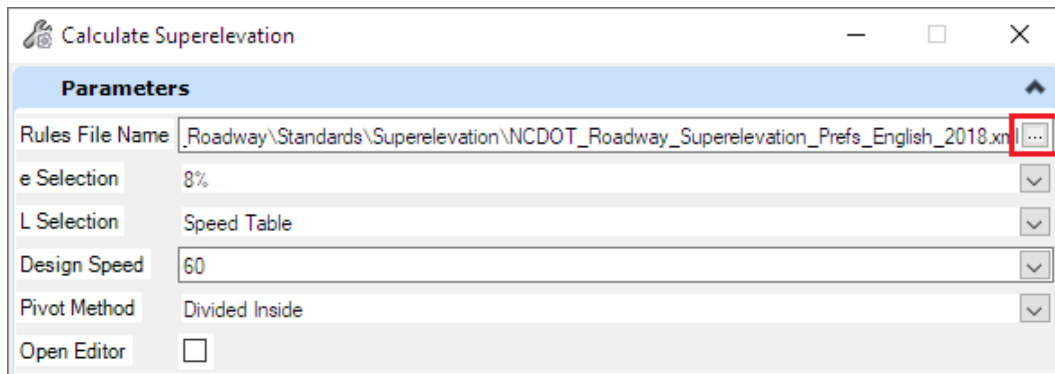 Calculate Superelevation
Parameters
Rules File Name _Roadway\Standards\Superelevation\NCDOT_Roadway_Superelevation_Prefs_English_2018.xml ...
e Selection 8%
L Selection Speed Table
Design Speed 60
Pivot Method Divided Inside
Open Editor